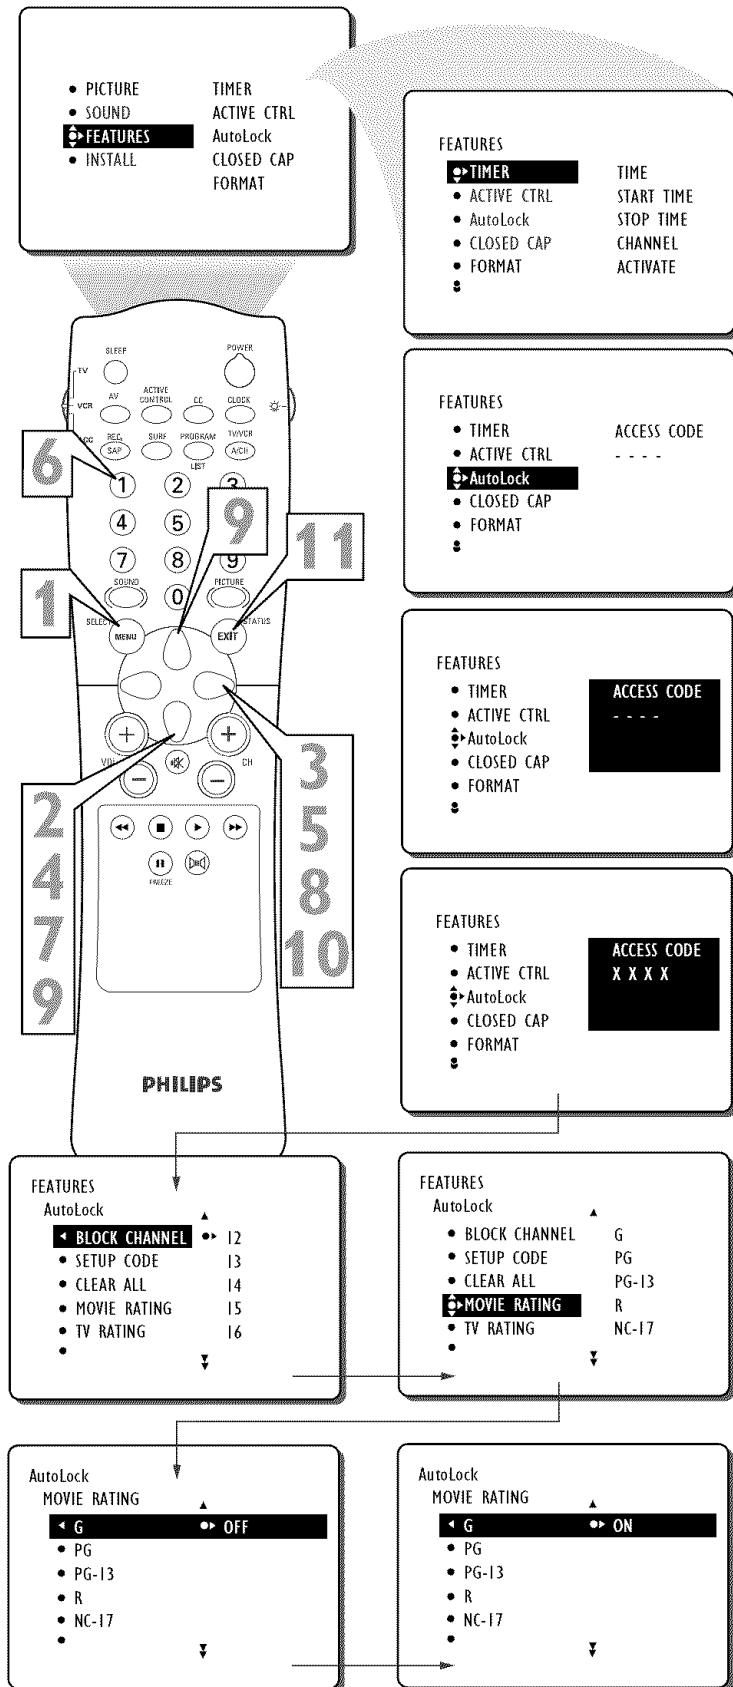 PICTURE TIMER
SOUND ACTIVE CTRL
FEATURES AutoLock
INSTALL CLOSED CAP
FORMAT
FEATURES
TIMER TIME
ACTIVE CTRL START TIME
AutoLock STOP TIME
CLOSED CAP CHANNEL
FORMAT ACTIVATE
FEATURES
TIMER ACCESS CODE
ACTIVE CTRL - - - -
AutoLock
CLOSED CAP
FORMAT
FEATURES
TIMER ACCESS CODE
ACTIVE CTRL - - - -
AutoLock
CLOSED CAP
FORMAT
FEATURES
TIMER ACCESS CODE
ACTIVE CTRL X X X X
AutoLock
CLOSED CAP
FORMAT
SLEEP POWER
TV
AV ACTIVE CONTROL CC CLOCK
VCR
ACC REC. SURF PROGRAM TV/VCR
SAP LIST A/CH
1 2 3
4 5
7 8 9
SOUND 0 PICTURE
SELECT MENU EXIT STATUS
VOL CH
FREEZE
PHILIPS
6
9
11
1
2
4
7
9
3
5
8
10
FEATURES
AutoLock
BLOCK CHANNEL 12
SETUP CODE 13
CLEAR ALL 14
MOVIE RATING 15
TV RATING 16
FEATURES
AutoLock
BLOCK CHANNEL G
SETUP CODE PG
CLEAR ALL PG-13
MOVIE RATING R
TV RATING NC-17
AutoLock
MOVIE RATING
G OFF
PG
PG-13
R
NC-17
AutoLock
MOVIE RATING
G ON
PG
PG-13
R
NC-17